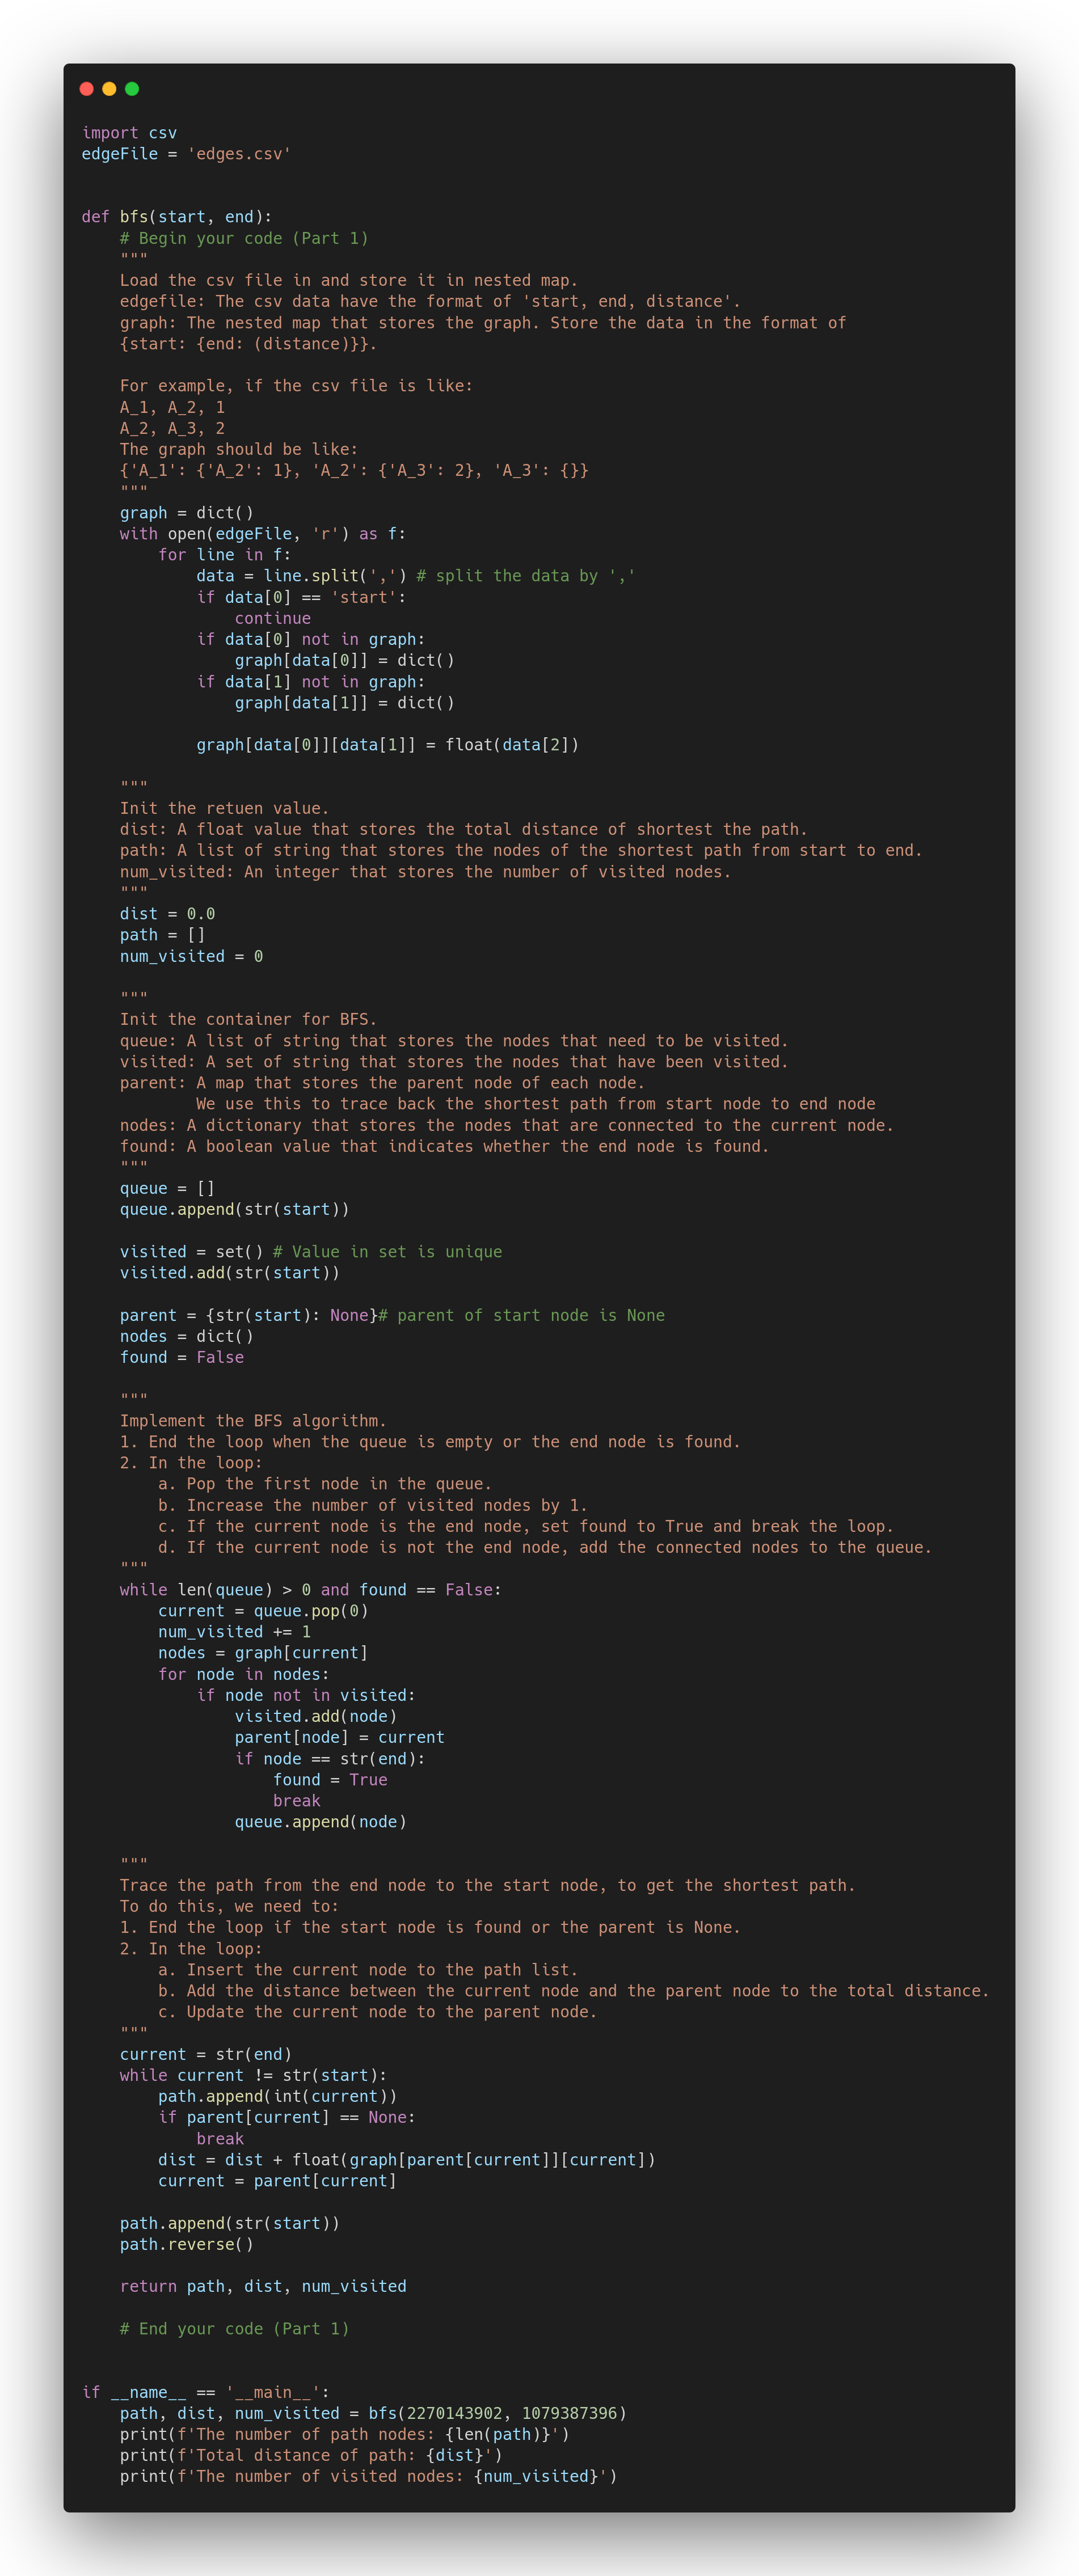 import csv
edgeFile = 'edges.csv'


def bfs(start, end):
    # Begin your code (Part 1)
    """
    Load the csv file in and store it in nested map.
    edgefile: The csv data have the format of 'start, end, distance'.
    graph: The nested map that stores the graph. Store the data in the format of
    {start: {end: (distance)}}.

    For example, if the csv file is like:
    A_1, A_2, 1
    A_2, A_3, 2
    The graph should be like:
    {'A_1': {'A_2': 1}, 'A_2': {'A_3': 2}, 'A_3': {}}
    """
    graph = dict()
    with open(edgeFile, 'r') as f:
        for line in f:
            data = line.split(',') # split the data by ','
            if data[0] == 'start':
                continue
            if data[0] not in graph:
                graph[data[0]] = dict()
            if data[1] not in graph:
                graph[data[1]] = dict()

            graph[data[0]][data[1]] = float(data[2])

    """
    Init the retuen value.
    dist: A float value that stores the total distance of shortest the path.
    path: A list of string that stores the nodes of the shortest path from start to end.
    num_visited: An integer that stores the number of visited nodes.
    """
    dist = 0.0
    path = []
    num_visited = 0

    """
    Init the container for BFS.
    queue: A list of string that stores the nodes that need to be visited.
    visited: A set of string that stores the nodes that have been visited.
    parent: A map that stores the parent node of each node.
            We use this to trace back the shortest path from start node to end node
    nodes: A dictionary that stores the nodes that are connected to the current node.
    found: A boolean value that indicates whether the end node is found.
    """
    queue = []
    queue.append(str(start))

    visited = set() # Value in set is unique
    visited.add(str(start))

    parent = {str(start): None}# parent of start node is None
    nodes = dict()
    found = False

    """
    Implement the BFS algorithm.
    1. End the loop when the queue is empty or the end node is found.
    2. In the loop:
        a. Pop the first node in the queue.
        b. Increase the number of visited nodes by 1.
        c. If the current node is the end node, set found to True and break the loop.
        d. If the current node is not the end node, add the connected nodes to the queue.
    """
    while len(queue) > 0 and found == False:
        current = queue.pop(0)
        num_visited += 1
        nodes = graph[current]
        for node in nodes:
            if node not in visited:
                visited.add(node)
                parent[node] = current
                if node == str(end):
                    found = True
                    break
                queue.append(node)

    """
    Trace the path from the end node to the start node, to get the shortest path.
    To do this, we need to:
    1. End the loop if the start node is found or the parent is None.
    2. In the loop:
        a. Insert the current node to the path list.
        b. Add the distance between the current node and the parent node to the total distance.
        c. Update the current node to the parent node.
    """
    current = str(end)
    while current != str(start):
        path.append(int(current))
        if parent[current] == None:
            break
        dist = dist + float(graph[parent[current]][current])
        current = parent[current]

    path.append(str(start))
    path.reverse()

    return path, dist, num_visited

    # End your code (Part 1)


if __name__ == '__main__':
    path, dist, num_visited = bfs(2270143902, 1079387396)
    print(f'The number of path nodes: {len(path)}')
    print(f'Total distance of path: {dist}')
    print(f'The number of visited nodes: {num_visited}')